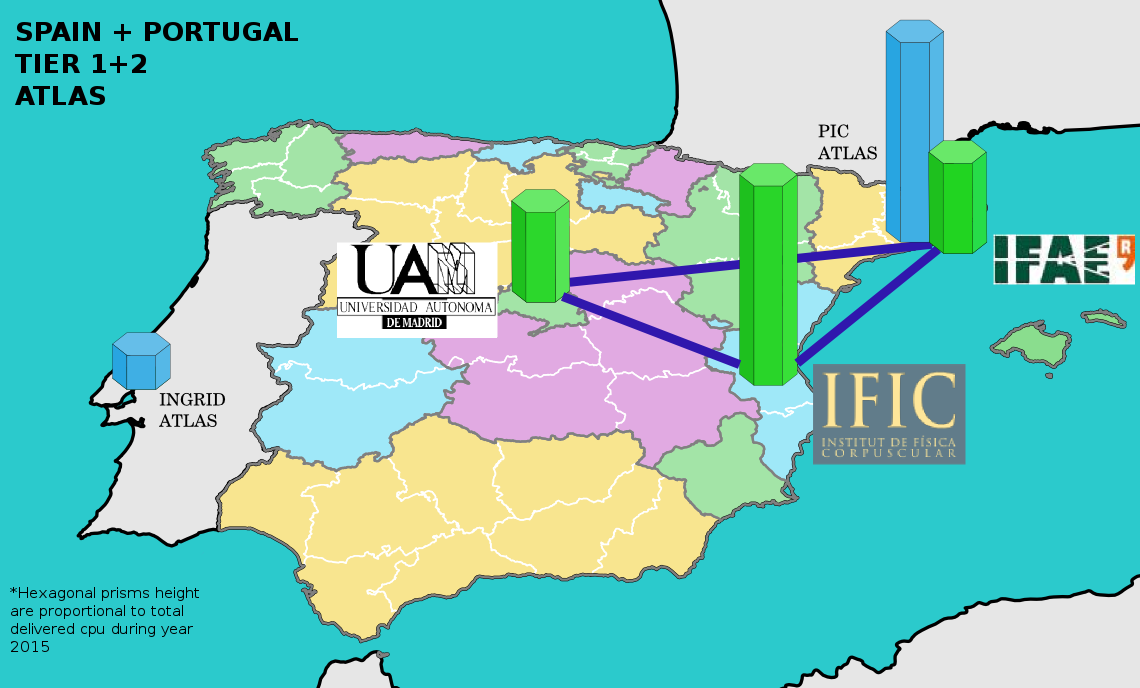 SPAIN + PORTUGAL
TIER 1+2
ATLAS
PIC
ATLAS
IFAE
R
9
UAM
UNIVERSIDAD AUTONOMA
DE MADRID
INGRID
ATLAS
IFIC
INSTITUT DE FÍSICA
CORPUSCULAR
*Hexagonal prisms height
are proportional to total
delivered cpu during year
2015